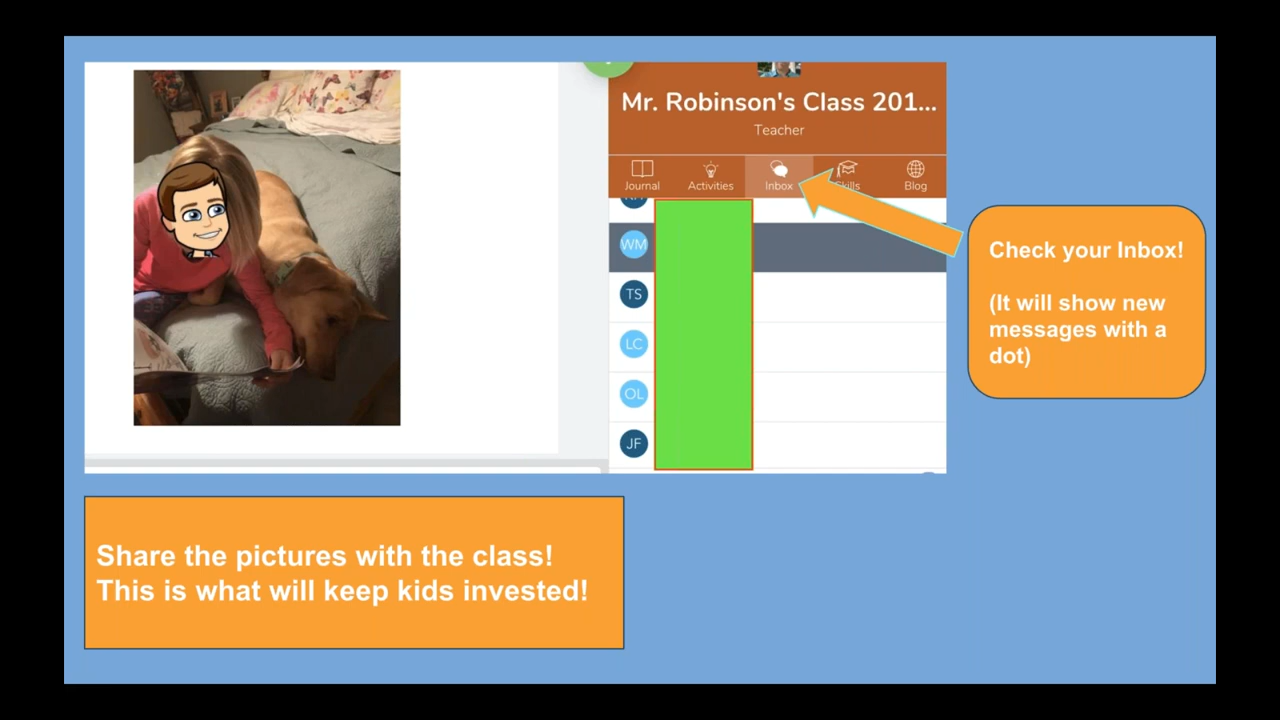 Mr. Robinson's Class 201...
Teacher
Journal
Activities
Inbox
Skills
Blog
WM
TS
LC
OL
JF
Check your Inbox!
(It will show new
messages with a
dot)
Share the pictures with the class!
This is what will keep kids invested!